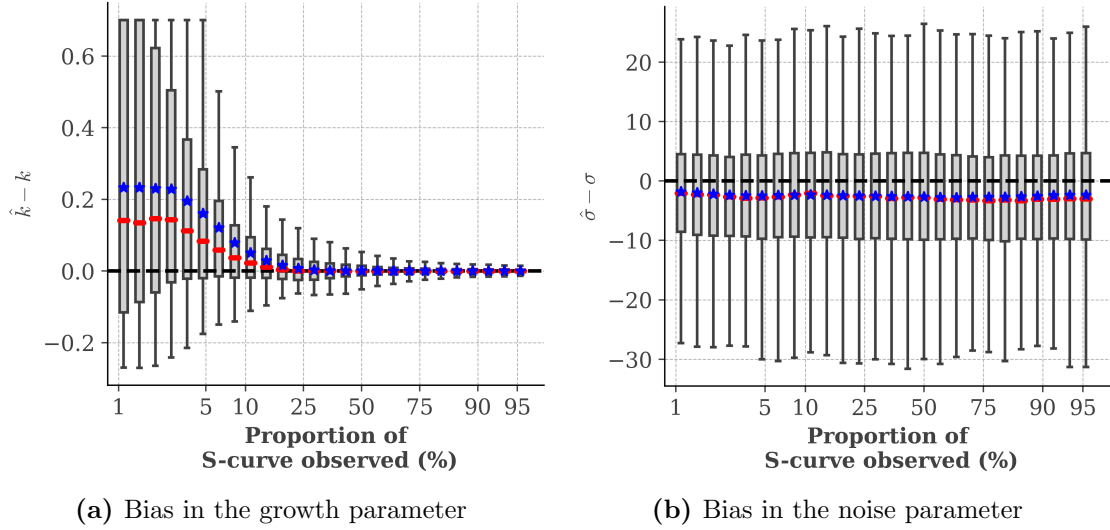 0.6
0.4
0.2
0.0
−0.2
k̂ − k
1 5 10 25 50 75 90 95
Proportion of
S-curve observed (%)
(a) Bias in the growth parameter
20
10
0
−10
−20
−30
σ̂ − σ
1 5 10 25 50 75 90 95
Proportion of
S-curve observed (%)
(b) Bias in the noise parameter